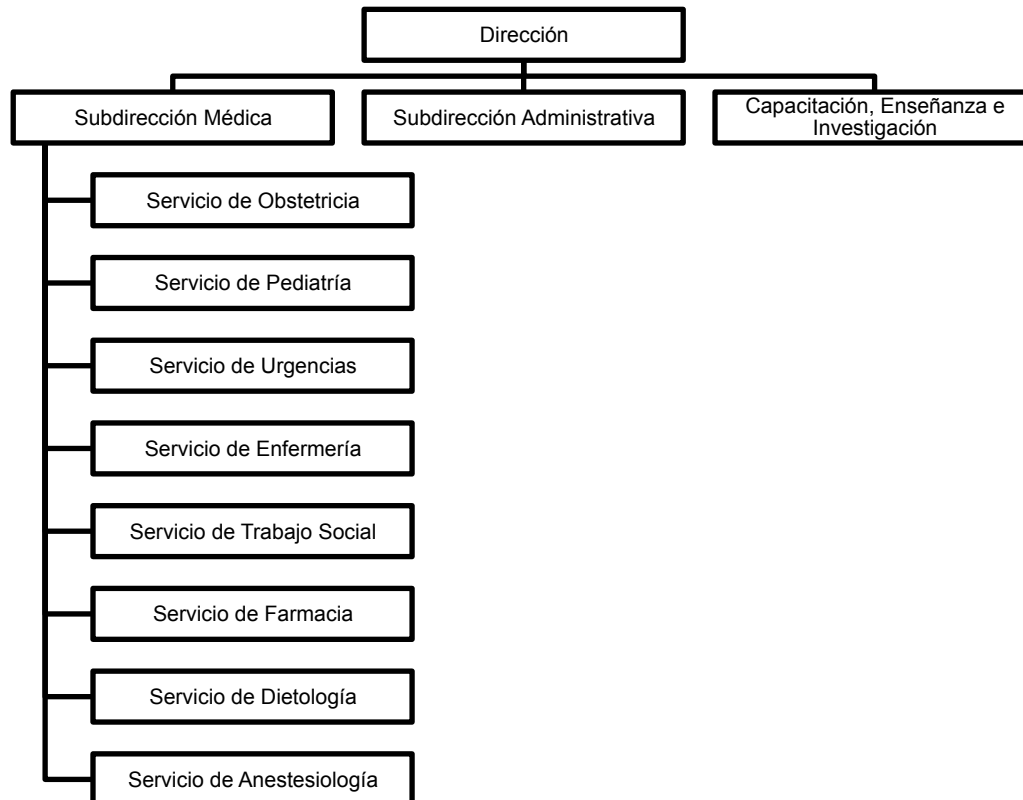 Dirección
Subdirección Médica
Subdirección Administrativa
Capacitación, Enseñanza e
Investigación
Servicio de Obstetricia
Servicio de Pediatría
Servicio de Urgencias
Servicio de Enfermería
Servicio de Trabajo Social
Servicio de Farmacia
Servicio de Dietología
Servicio de Anestesiología